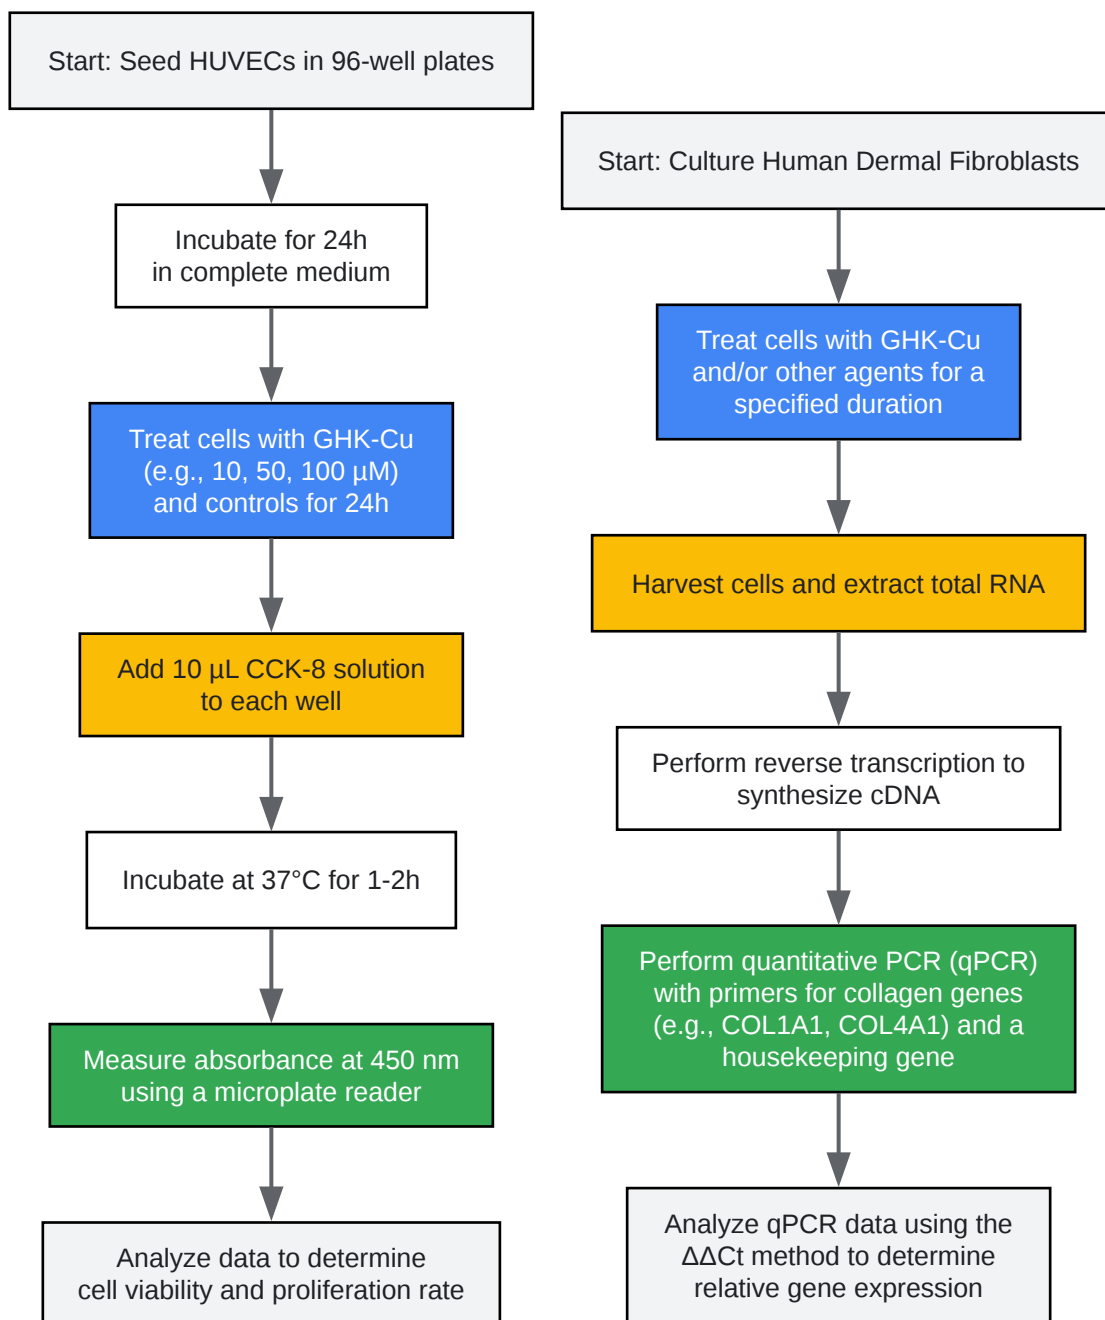 Start: Seed HUVECs in 96-well plates
Incubate for 24h
in complete medium
Treat cells with GHK-Cu
(e.g., 10, 50, 100 µM)
and controls for 24h
Add 10 µL CCK-8 solution
to each well
Incubate at 37°C for 1-2h
Measure absorbance at 450 nm
using a microplate reader
Analyze data to determine
cell viability and proliferation rate
Start: Culture Human Dermal Fibroblasts
Treat cells with GHK-Cu
and/or other agents for a
specified duration
Harvest cells and extract total RNA
Perform reverse transcription to
synthesize cDNA
Perform quantitative PCR (qPCR)
with primers for collagen genes
(e.g., COL1A1, COL4A1) and a
housekeeping gene
Analyze qPCR data using the
ΔΔCt method to determine
relative gene expression